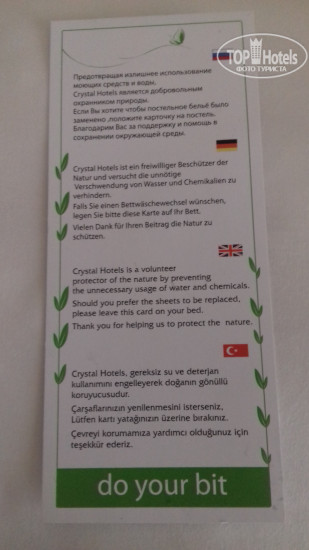 TOP Hotels
ФОТО ТУРИСТА
Предотвращая излишнее использование
моющих средств и воды,
Crystal Hotels является добровольным
охранником природы.
Если Вы хотите чтобы постельное бельё было
заменено ,положите карточку на постель.
Благодарим Вас за поддержку и помощь в
сохранении окружающей среды.
Crystal Hotels ist ein freiwilliger Beschützer der
Natur und versucht die unnötige
Verschwendung von Wasser und Chemikalien zu
verhindern.
Falls Sie einen Bettwäschewechsel wünschen,
legen Sie bitte diese Karte auf Ihr Bett.
Vielen Dank für Ihren Beitrag die Natur zu
schützen.
Crystal Hotels is a volunteer
protector of the nature by preventing
the unnecessary usage of water and chemicals.
Should you prefer the sheets to be replaced,
please leave this card on your bed.
Thank you for helping us to protect the nature.
Crystal Hotels, gereksiz su ve deterjan
kullanımını engelleyerek doğanın gönüllü
koruyucusudur.
Çarşaflarınızın yenilenmesini isterseniz,
Lütfen kartı yatağınızın üzerine bırakınız.
Çevreyi korumamıza yardımcı olduğunuz için
teşekkür ederiz.
do your bit